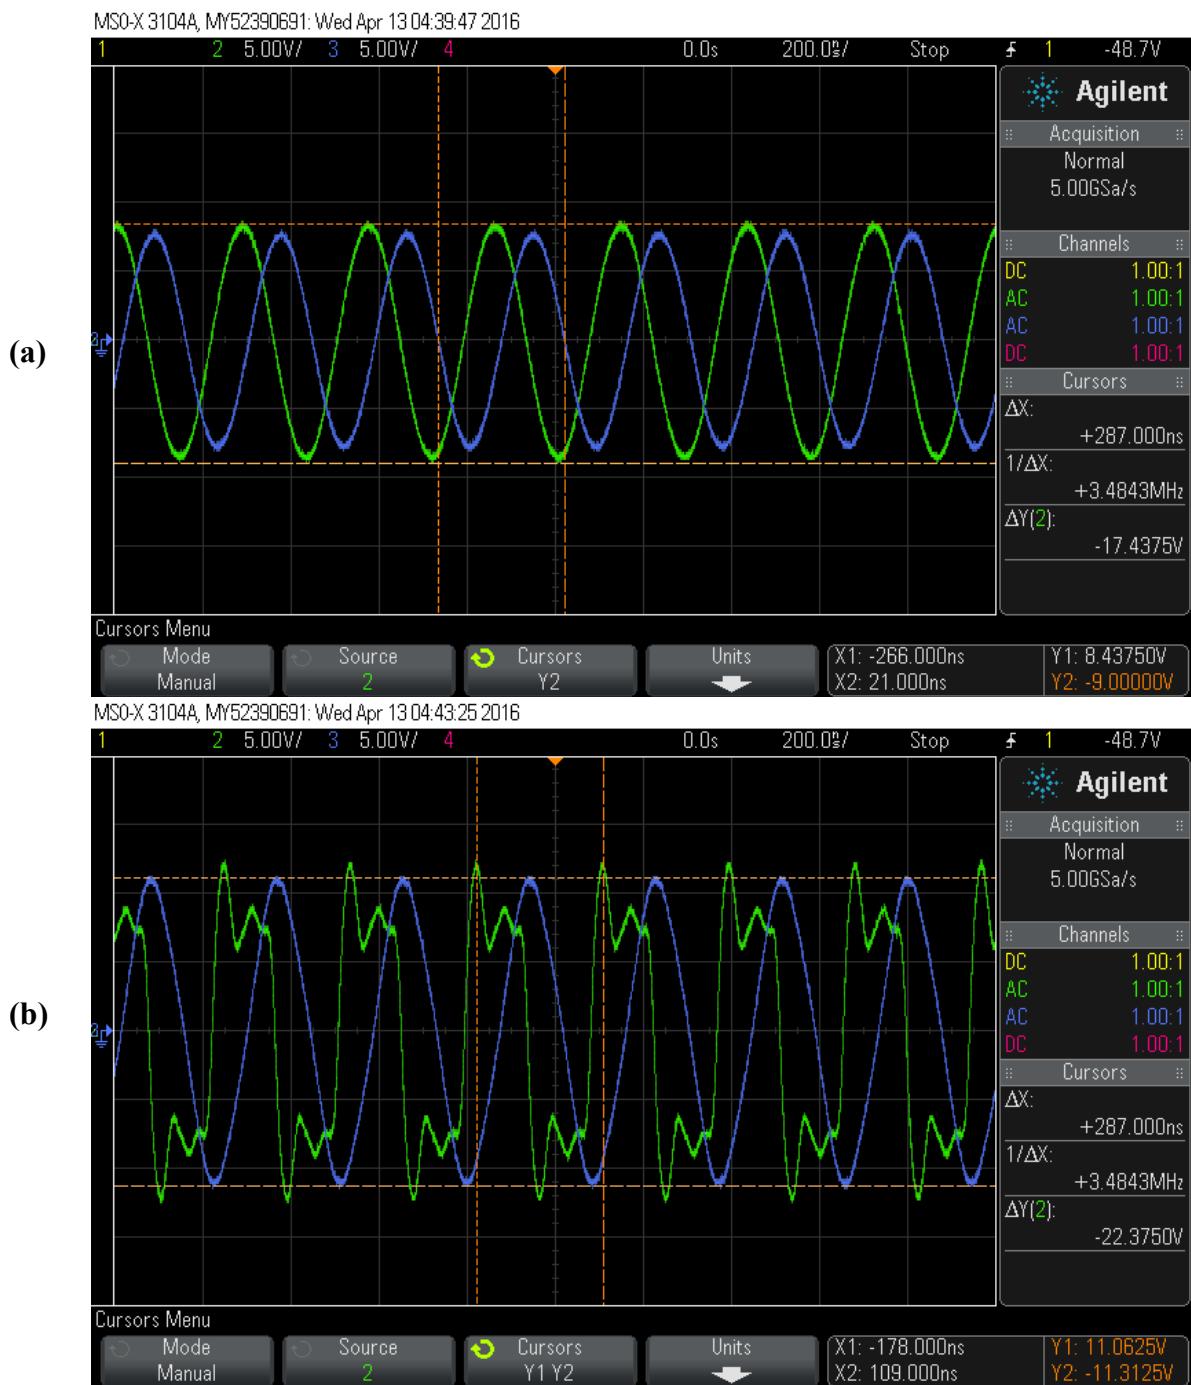 MSO-X 3104A, MY52390691: Wed Apr 13 04:39:47 2016
1 2 5.00V/ 3 5.00V/ 4 0.0s 200.0ns/ Stop 1 -48.7V
Agilent
Acquisition
Normal
5.00GSa/s
Channels
DC 1.00:1
AC 1.00:1
AC 1.00:1
DC 1.00:1
(a)
Cursors
ΔX:
+287.000ns
1/ΔX:
+3.4843MHz
ΔY(2):
-17.4375V
Cursors Menu
Mode Source Cursors Units X1: -266.000ns Y1: 8.43750V
Manual 2 Y2 X2: 21.000ns Y2: -9.00000V
MSO-X 3104A, MY52390691: Wed Apr 13 04:43:25 2016
1 2 5.00V/ 3 5.00V/ 4 0.0s 200.0ns/ Stop 1 -48.7V
Agilent
Acquisition
Normal
5.00GSa/s
Channels
DC 1.00:1
AC 1.00:1
(b)
AC 1.00:1
DC 1.00:1
Cursors
ΔX:
+287.000ns
1/ΔX:
+3.4843MHz
ΔY(2):
-22.3750V
Cursors Menu
Mode Source Cursors Units X1: -178.000ns Y1: 11.0625V
Manual 2 Y1 Y2 X2: 109.000ns Y2: -11.3125V